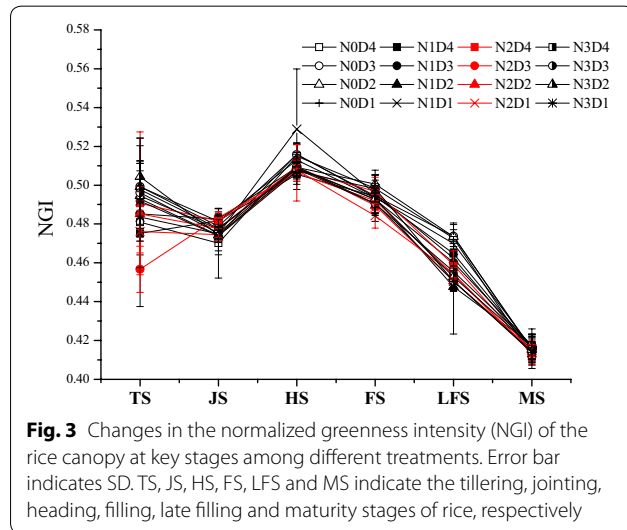 0.58
0.56
0.54
0.52
0.50
0.48
0.46
0.44
0.42
0.40
NGI
N0D4 N1D4 N2D4 N3D4
N0D3 N1D3 N2D3 N3D3
N0D2 N1D2 N2D2 N3D2
N0D1 N1D1 N2D1 N3D1
TS JS HS FS LFS MS
Fig. 3 Changes in the normalized greenness intensity (NGI) of the
rice canopy at key stages among different treatments. Error bar
indicates SD. TS, JS, HS, FS, LFS and MS indicate the tillering, jointing,
heading, filling, late filling and maturity stages of rice, respectively